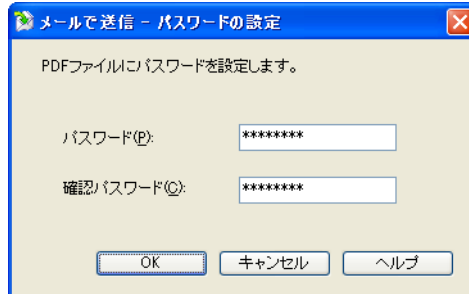 メールで送信 - パスワードの設定
PDFファイルにパスワードを設定します。
パスワード(P):
********
確認パスワード(C):
********
OK
キャンセル
ヘルプ